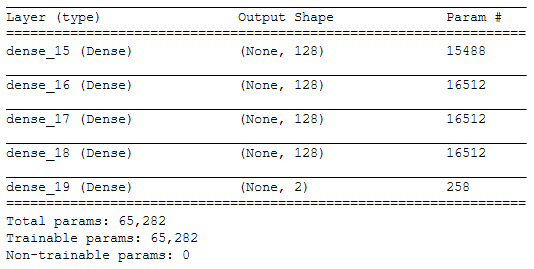 Layer (type) Output Shape Param #
dense_15 (Dense) (None, 128) 15488
dense_16 (Dense) (None, 128) 16512
dense_17 (Dense) (None, 128) 16512
dense_18 (Dense) (None, 128) 16512
dense_19 (Dense) (None, 2) 258
Total params: 65,282
Trainable params: 65,282
Non-trainable params: 0